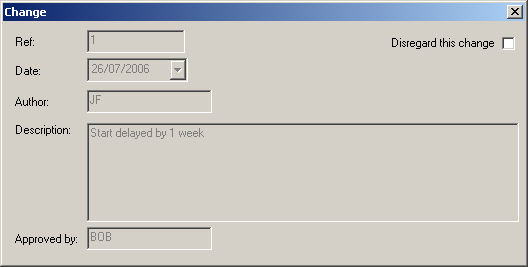 Change
Ref: 1
Disregard this change
Date: 26/07/2006
Author: JF
Description: Start delayed by 1 week
Approved by: BOB